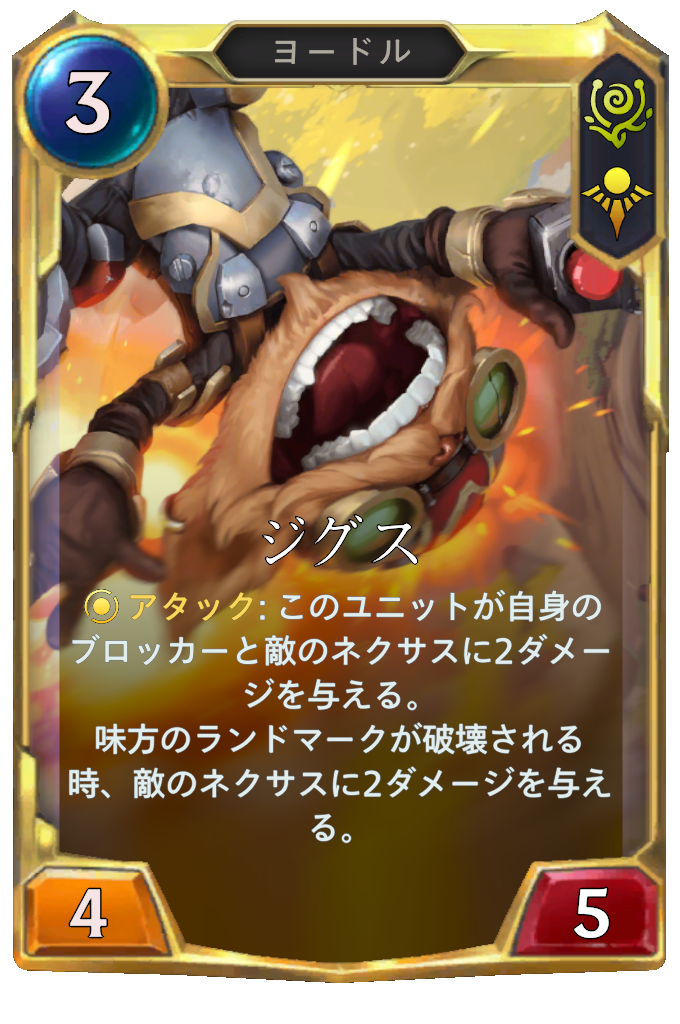 ヨードル
3
ジグス
アタック: このユニットが自身の
ブロッカーと敵のネクサスに2ダメー
ジを与える。
味方のランドマークが破壊される
時、敵のネクサスに2ダメージを与え
る。
4
5